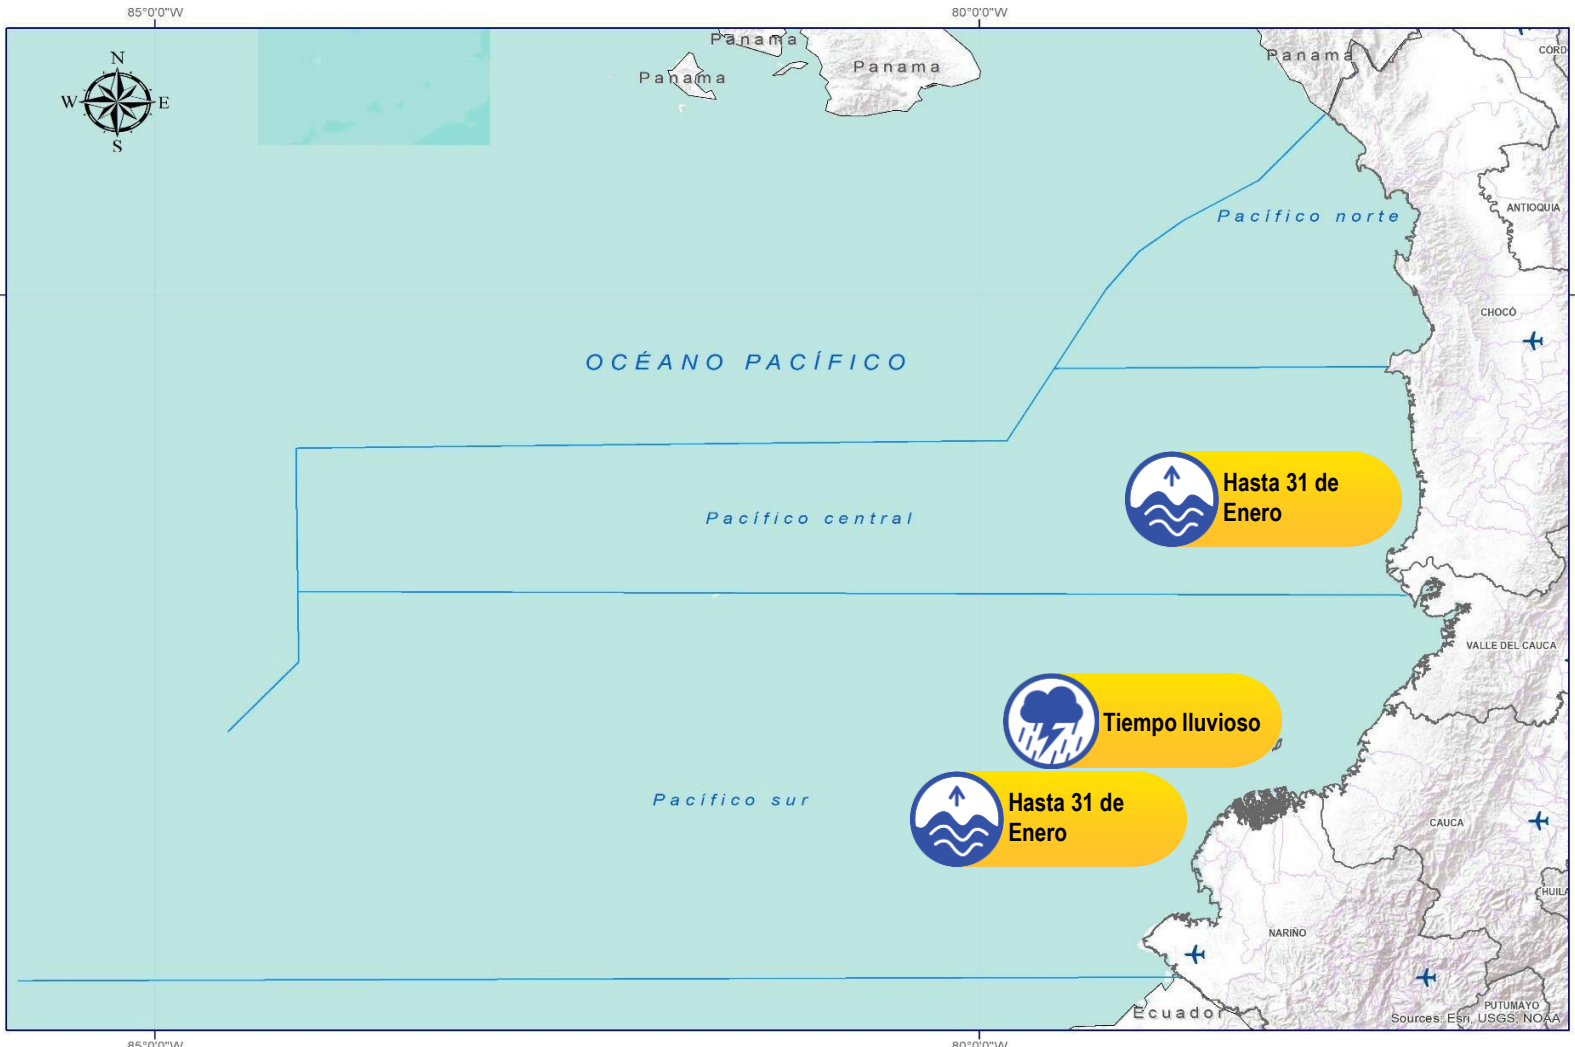 85°0'0"W
80°0'0"W
N
W
E
S
Panama
Panama
Panama
Panama
CÓRD
ANTIOQUIA
Pacífico norte
CHOCÓ
OCÉANO PACÍFICO
Hasta 31 de
Enero
Pacífico central
VALLE DEL CAUCA
Tiempo lluvioso
Pacífico sur
Hasta 31 de
Enero
CAUCA
HUILA
NARIÑO
PUTUMAYO
Ecuador
Sources: Esri, USGS, NOAA
85°0'0"W
80°0'0"W